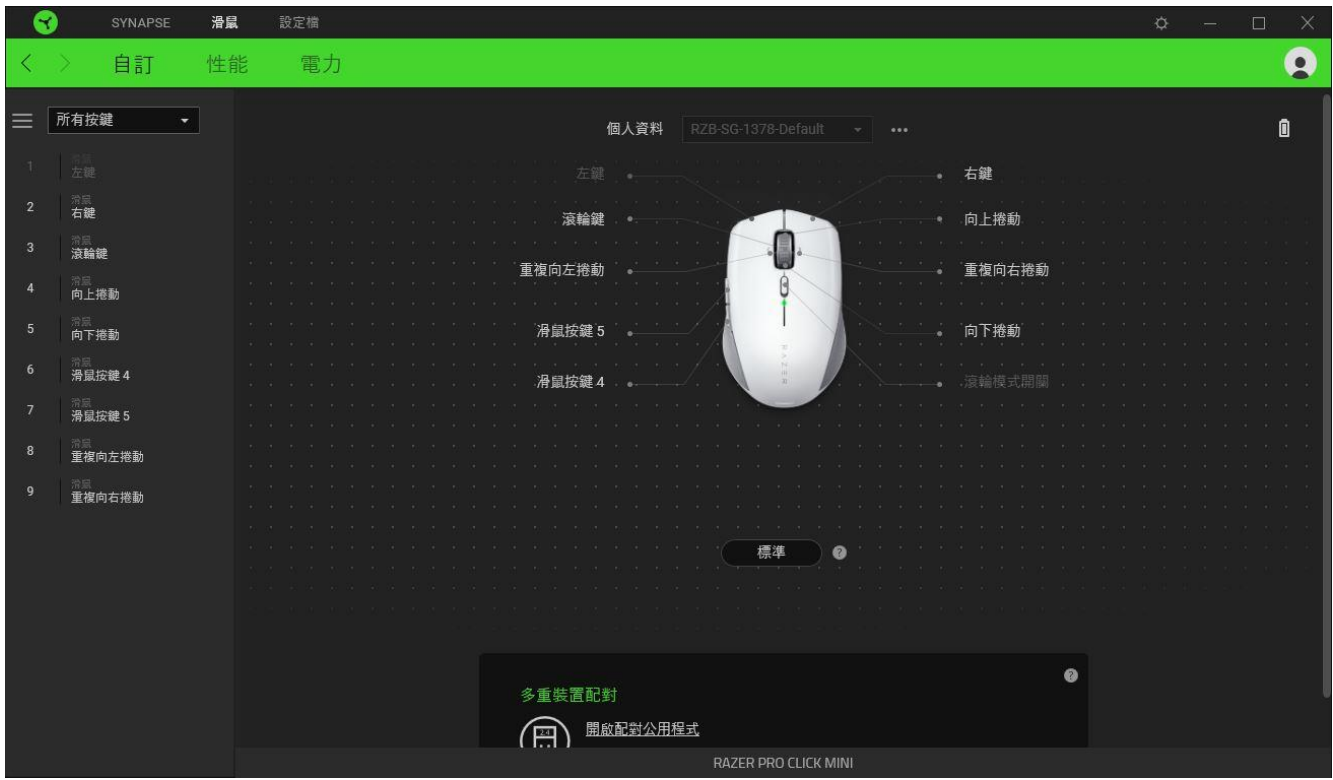 SYNAPSE 滑鼠 設定檔
自訂 性能 電力
所有按鍵
個人資料 RZB-SG-1378-Default
1 滑鼠
左鍵
2 滑鼠
右鍵
3 滑鼠
滾輪鍵
4 滑鼠
向上捲動
5 滑鼠
向下捲動
6 滑鼠
滑鼠按鍵 4
7 滑鼠
滑鼠按鍵 5
8 滑鼠
重複向左捲動
9 滑鼠
重複向右捲動
左鍵 右鍵
滾輪鍵 向上捲動
重複向左捲動 重複向右捲動
滑鼠按鍵 5 向下捲動
滑鼠按鍵 4 滾輪模式開關
RAZER
標準 ?
?
多重裝置配對
2.4 開啟配對公用程式
RAZER PRO CLICK MINI